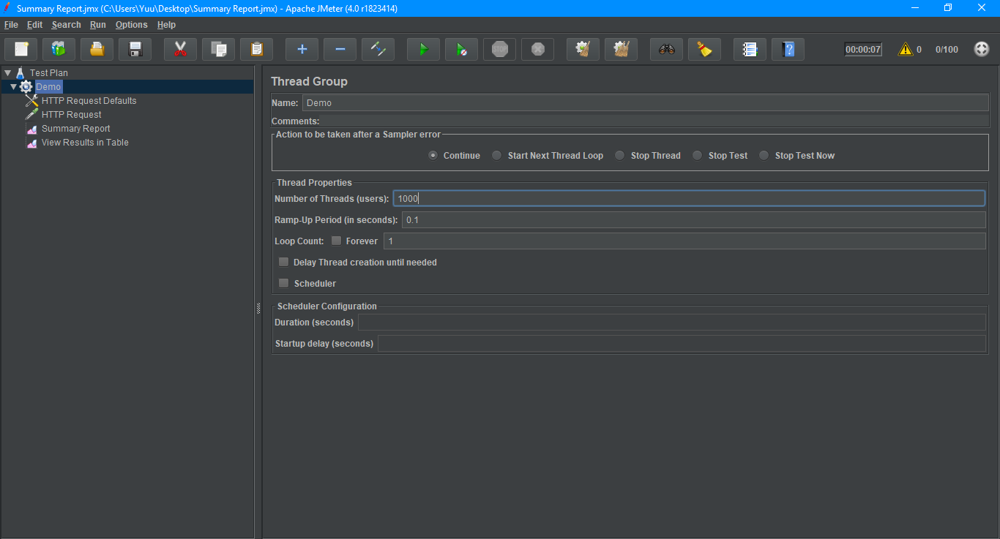 Summary Report.jmx (C:\Users\Yuu\Desktop\Summary Report.jmx) - Apache JMeter (4.0 r1823414)
File Edit Search Run Options Help
STOP 00:00:07 0 0/100
Test Plan
Demo
HTTP Request Defaults
HTTP Request
Summary Report
View Results in Table
Thread Group
Name: Demo
Comments:
Action to be taken after a Sampler error
Continue Start Next Thread Loop Stop Thread Stop Test Stop Test Now
Thread Properties
Number of Threads (users): 1000
Ramp-Up Period (in seconds): 0.1
Loop Count: Forever 1
Delay Thread creation until needed
Scheduler
Scheduler Configuration
Duration (seconds)
Startup delay (seconds)